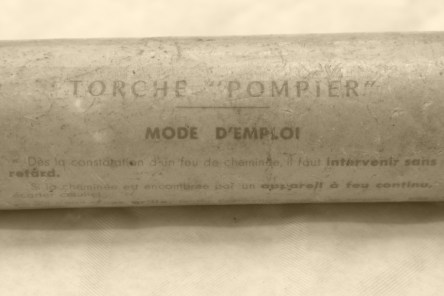 TORCHE "POMPIER"
MODE D'EMPLOI
Dès la constatation d'un feu de cheminée, il faut intervenir sans
retard.
Si la cheminée est encombrée par un appareil à feu continu,